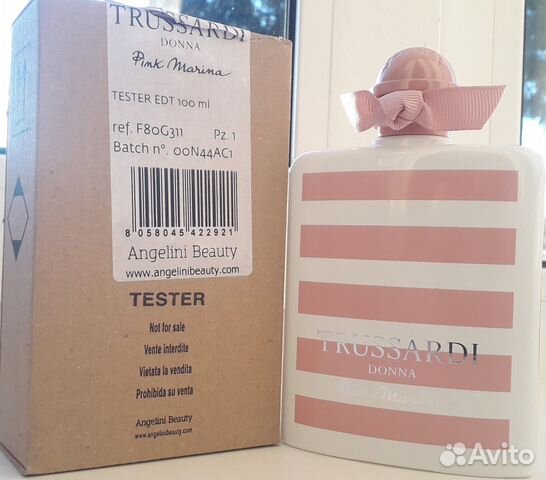 TRUSSARDI
DONNA
Pink Marina
TESTER EDT 100 ml
ref. F80G311 Pz. 1
Batch n°. 00N44AC1
8 058045 422921
Angelini Beauty
www.angelinibeauty.com
TESTER
Not for sale
Vente interdite
Vietata la vendita
Prohibida su venta
Angelini Beauty
www.angelinibeauty.com
TRUSSARDI
DONNA
Pink Marina
Avito